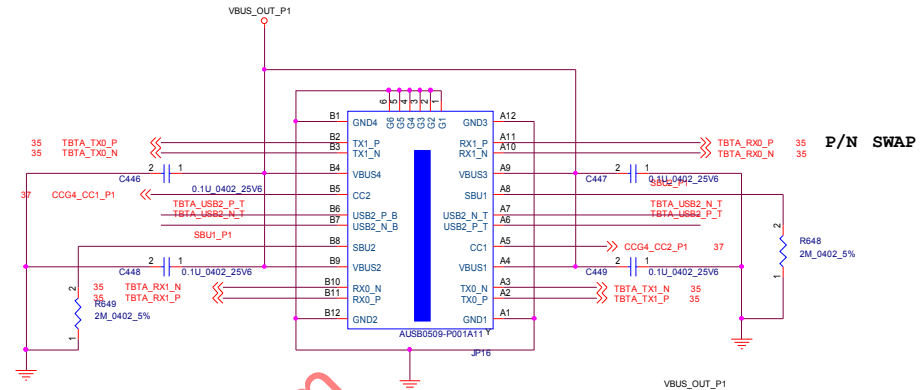 VBUS_OUT_P1
6 5 4 3 2 1
G6 G5 G4 G3 G2 G1
B1 GND4 GND3 A12
35 TBTA_TX0_P B2 TX1_P RX1_P A11 TBTA_RX0_P 35 P/N SWAP
35 TBTA_TX0_N B3 TX1_N RX1_N A10 TBTA_RX0_N 35
C446 2 1 B4 VBUS4 VBUS3 A9 C447 2 1
0.1U_0402_25V6 0.1U_0402_25V6
SBU2_P1
37 CCG4_CC1_P1 B5 CC2 SBU1 A8
TBTA_USB2_P_T B6 USB2_P_B USB2_N_T A7 TBTA_USB2_N_T
TBTA_USB2_N_T B7 USB2_N_B USB2_P_T A6 TBTA_USB2_P_T
SBU1_P1 B8 SBU2 CC1 A5 CCG4_CC2_P1 37
2 R648 2M_0402_5% 1
C448 2 1 B9 VBUS2 VBUS1 A4 C449 2 1
0.1U_0402_25V6 0.1U_0402_25V6
35 TBTA_RX1_N B10 RX0_N TX0_N A3 TBTA_TX1_N 35
35 TBTA_RX1_P B11 RX0_P TX0_P A2 TBTA_TX1_P 35
2 R649 2M_0402_5% 1
B12 GND2 GND1 A1
AUSB0509-P001A11 Y
JP16
VBUS_OUT_P1